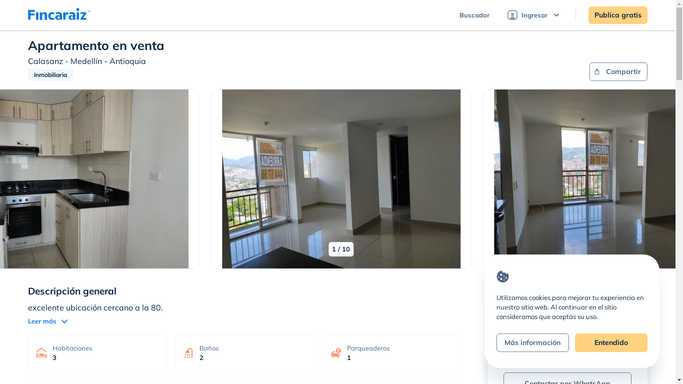 Fincaraiz
Buscador
Ingresar
Publica gratis
Apartamento en venta
Calasanz - Medellín - Antioquia
Inmobiliaria
Compartir
1 / 10
Descripción general
excelente ubicación cercano a la 80.
Leer más
Habitaciones
3
Baños
2
Parqueaderos
1
Utilizamos cookies para mejorar tu experiencia en
nuestro sitio web. Al continuar en el sitio
consideramos que aceptas su uso.
Más información
Entendido
Contactar por WhatsApp